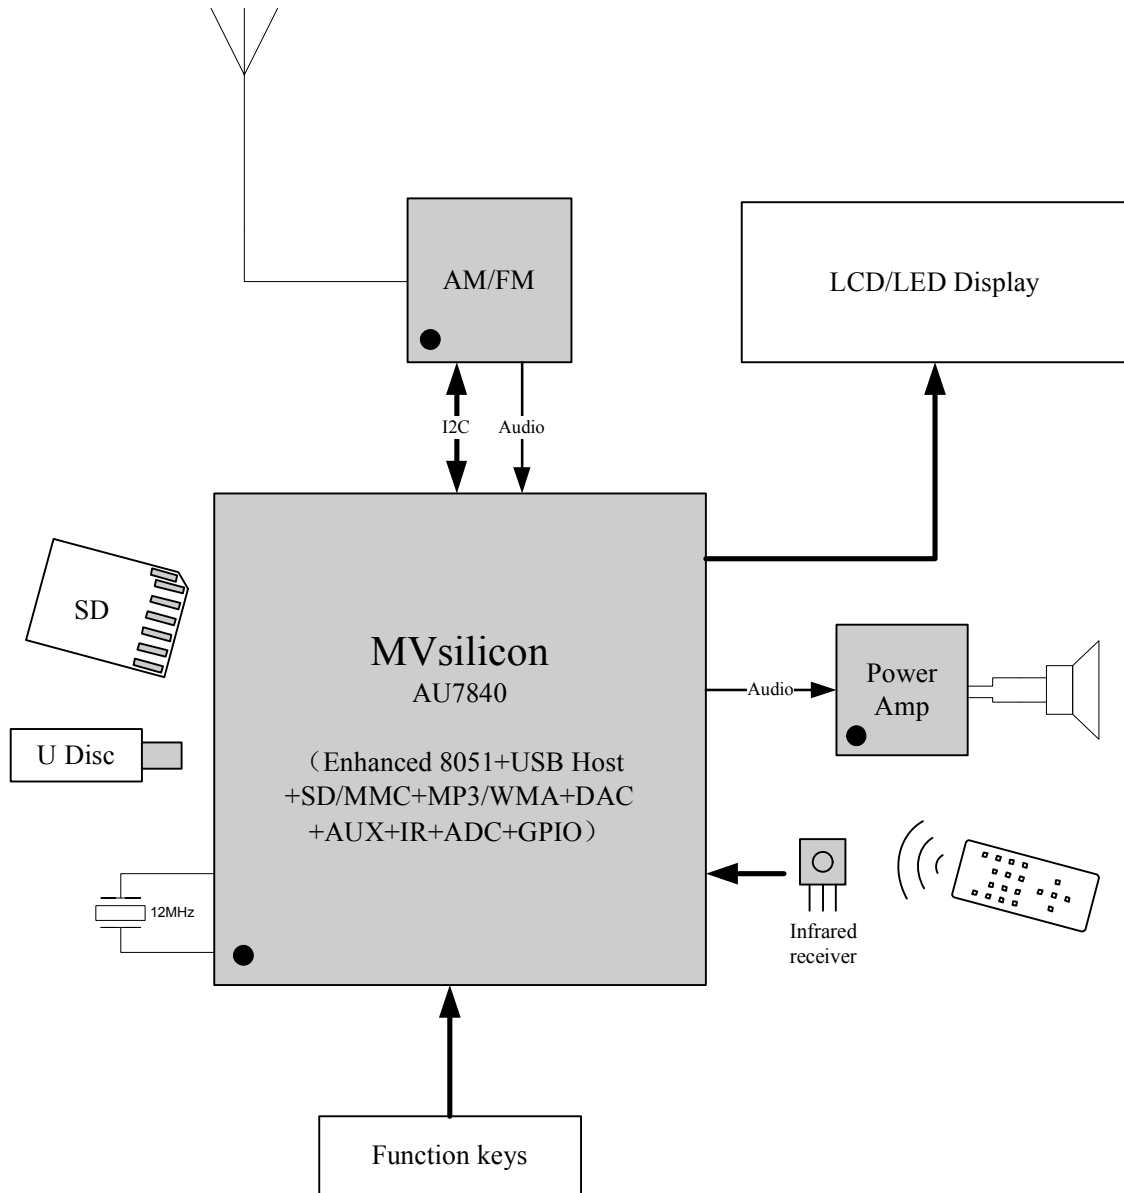 AM/FM
LCD/LED Display
I2C
Audio
SD
MVsilicon
AU7840
Power
Amp
Audio
U Disc
（Enhanced 8051+USB Host
+SD/MMC+MP3/WMA+DAC
+AUX+IR+ADC+GPIO）
12MHz
Infrared
receiver
Function keys